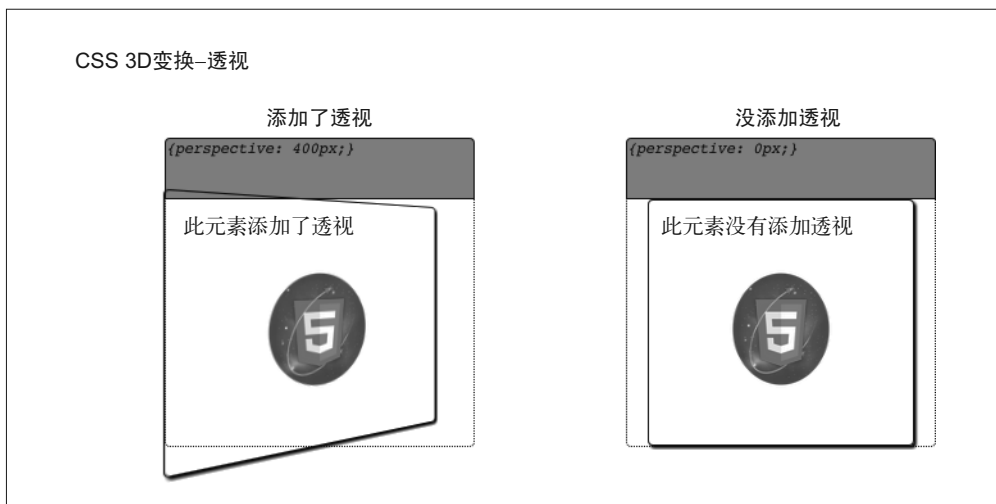 CSS 3D变换–透视
添加了透视
没添加透视
{perspective: 400px;}
{perspective: 0px;}
此元素添加了透视
此元素没有添加透视
5
5